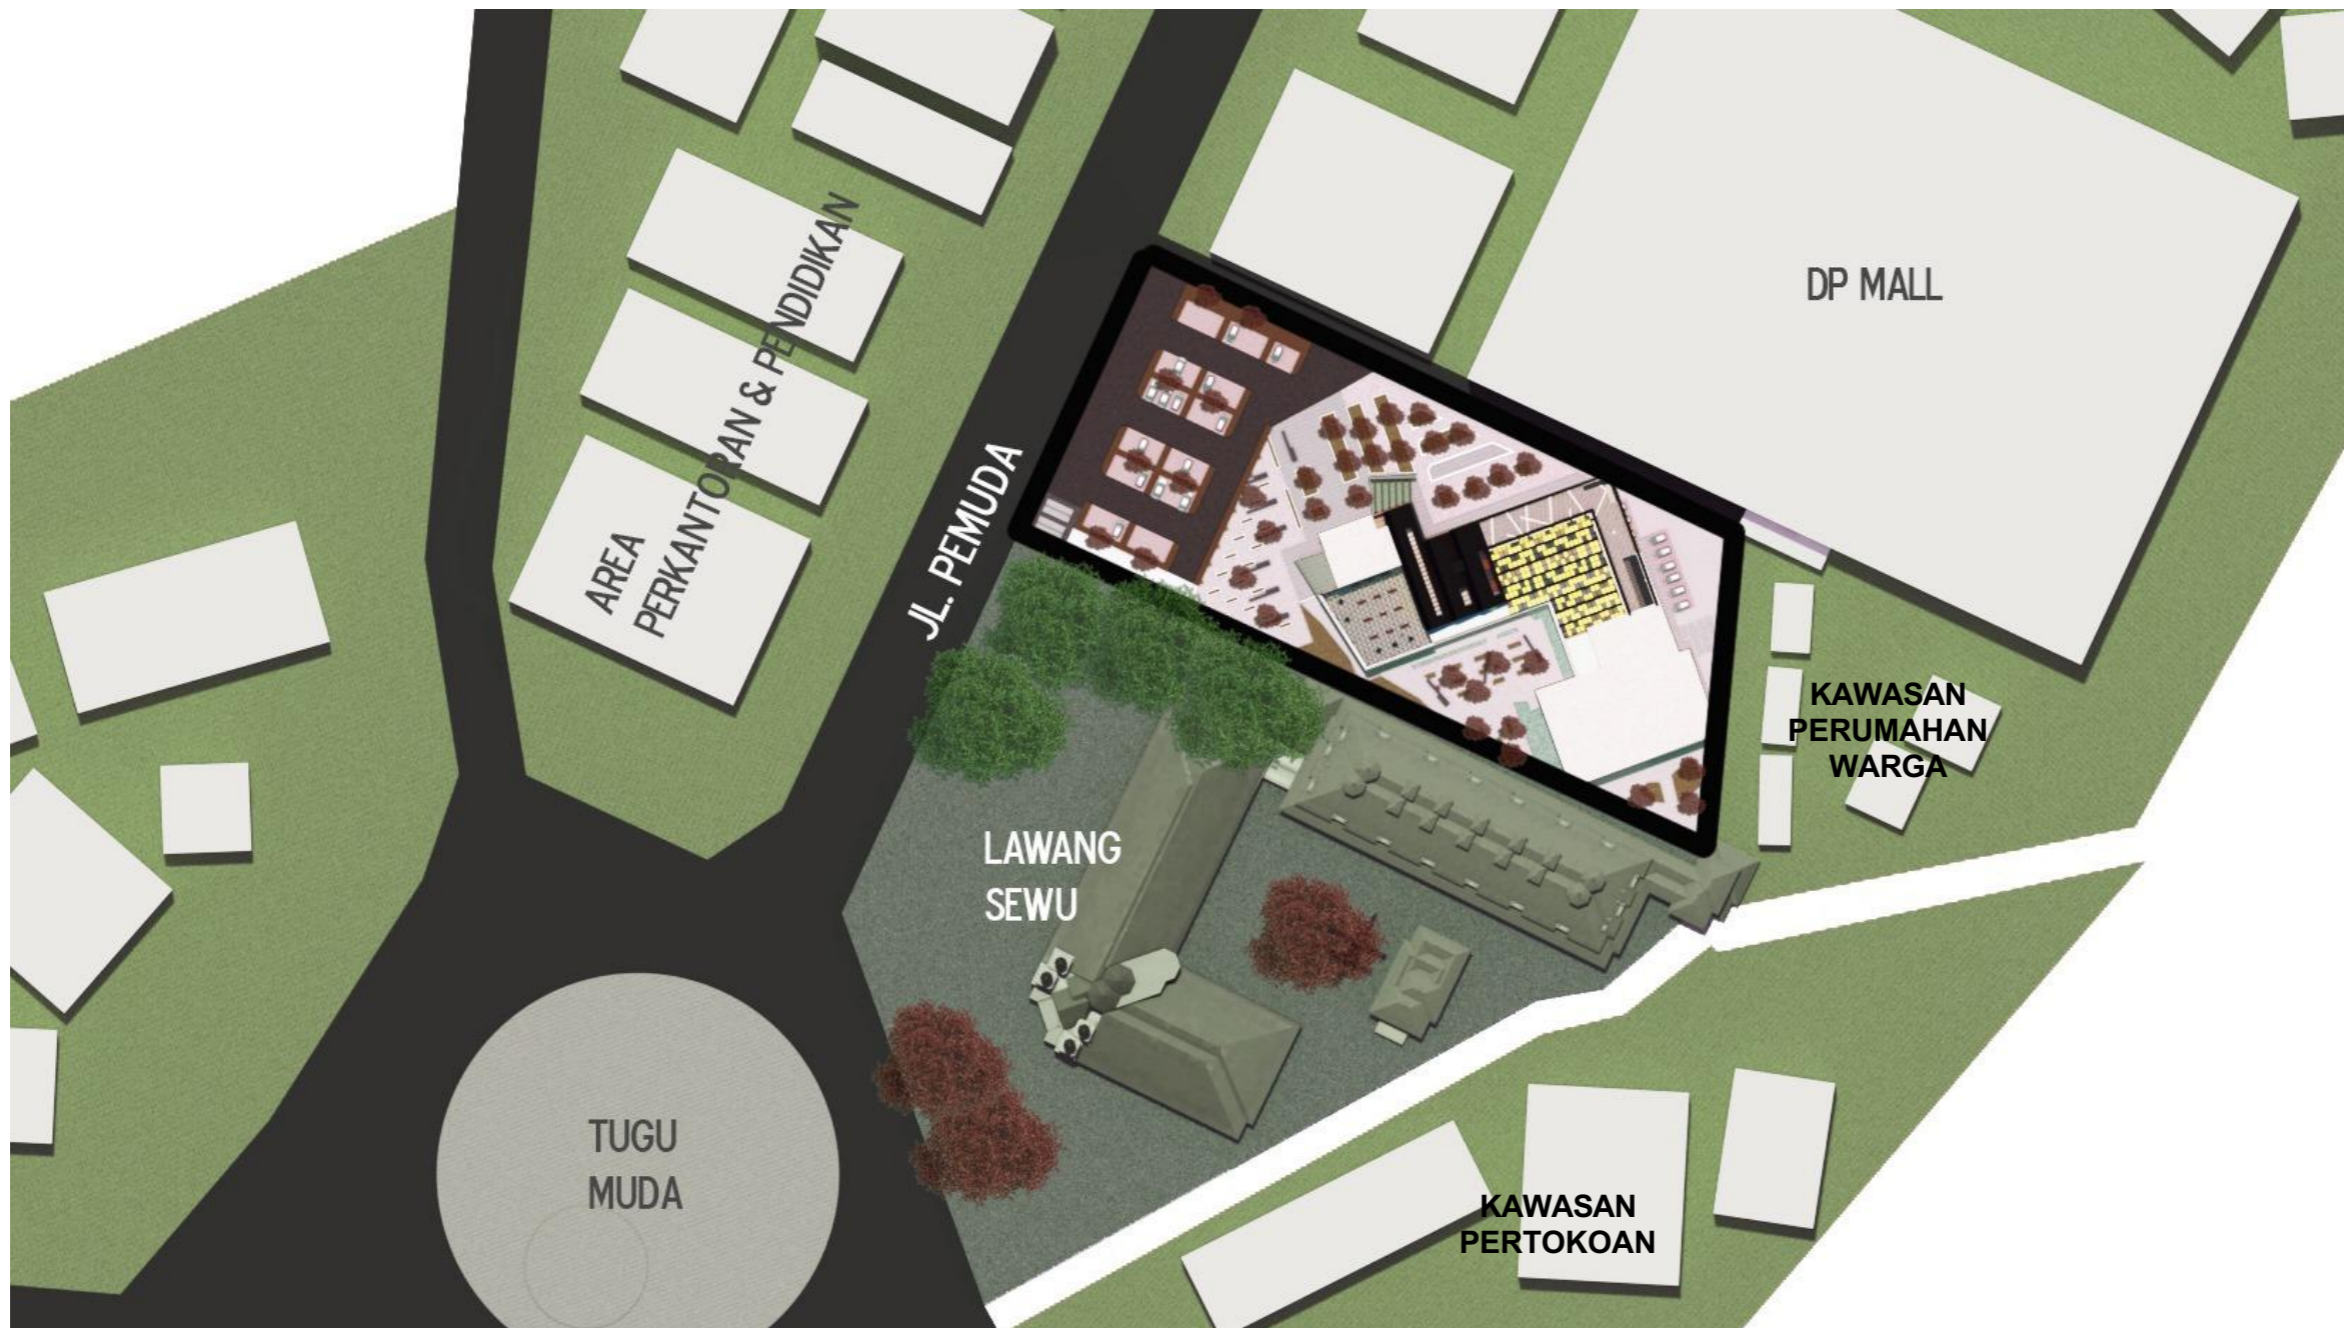 DP MALL
AREA
PERKANTORAN & PENDIDIKAN
JL. PEMUDA
KAWASAN
PERUMAHAN
WARGA
LAWANG
SEWU
TUGU
MUDA
KAWASAN
PERTOKOAN